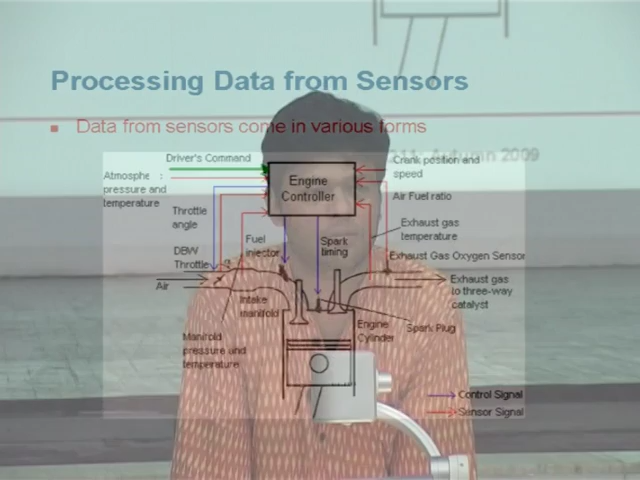 Processing Data from Sensors
Data from sensors come in various forms
Autumn 2009
Driver's Command
Engine
Controller
Crank position and
speed
Atmosphe :
pressure and
temperature
Throttle
angle
Air Fuel ratio
Exhaust gas
temperature
Fuel
injector
Spark
timing
DBW
Throttle
Exhaust Gas Oxygen Sensor
Air
Exhaust gas
to three-way
catalyst
Intake
manifold
Engine
Cylinder
Spark Plug
Manifold
pressure and
temperature
Control Signal
Sensor Signal